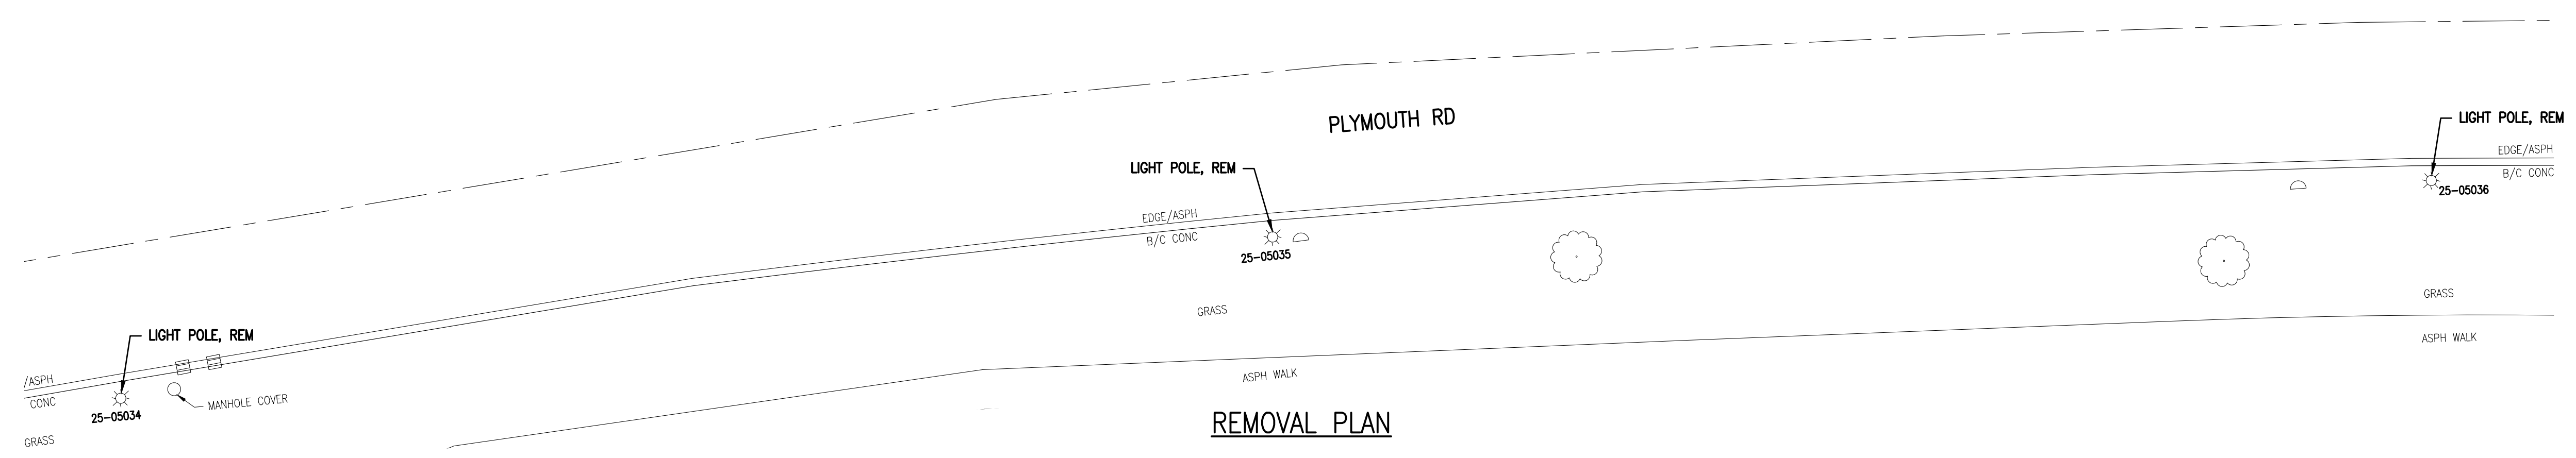 PLYMOUTH RD
LIGHT POLE, REM
EDGE/ASPH
B/C CONC
25-05036
LIGHT POLE, REM
EDGE/ASPH
B/C CONC
25-05035
GRASS
GRASS
LIGHT POLE, REM
/ASPH
CONC
25-05034
MANHOLE COVER
GRASS
ASPH WALK
ASPH WALK
REMOVAL PLAN